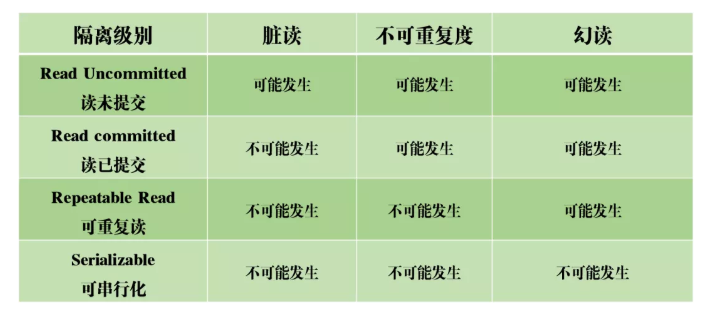 隔离级别 脏读 不可重复度 幻读
Read Uncommitted
读未提交
可能发生 可能发生 可能发生
Read committed
读已提交
不可能发生 可能发生 可能发生
Repeatable Read
可重复读
不可能发生 不可能发生 可能发生
Serializable
可串行化
不可能发生 不可能发生 不可能发生